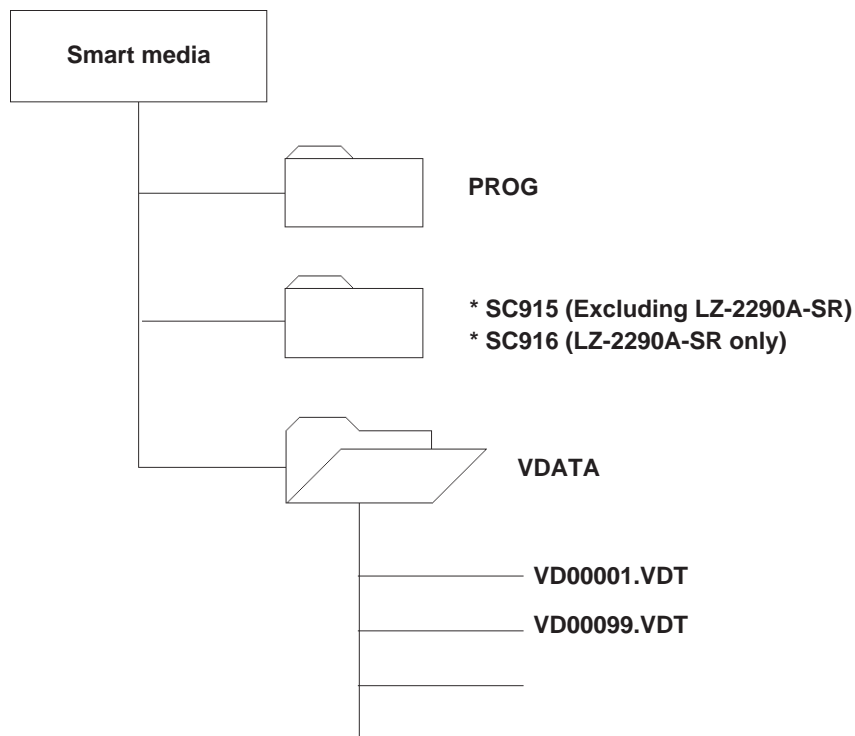 Smart media
PROG
* SC915 (Excluding LZ-2290A-SR)
* SC916 (LZ-2290A-SR only)
VDATA
VD00001.VDT
VD00099.VDT